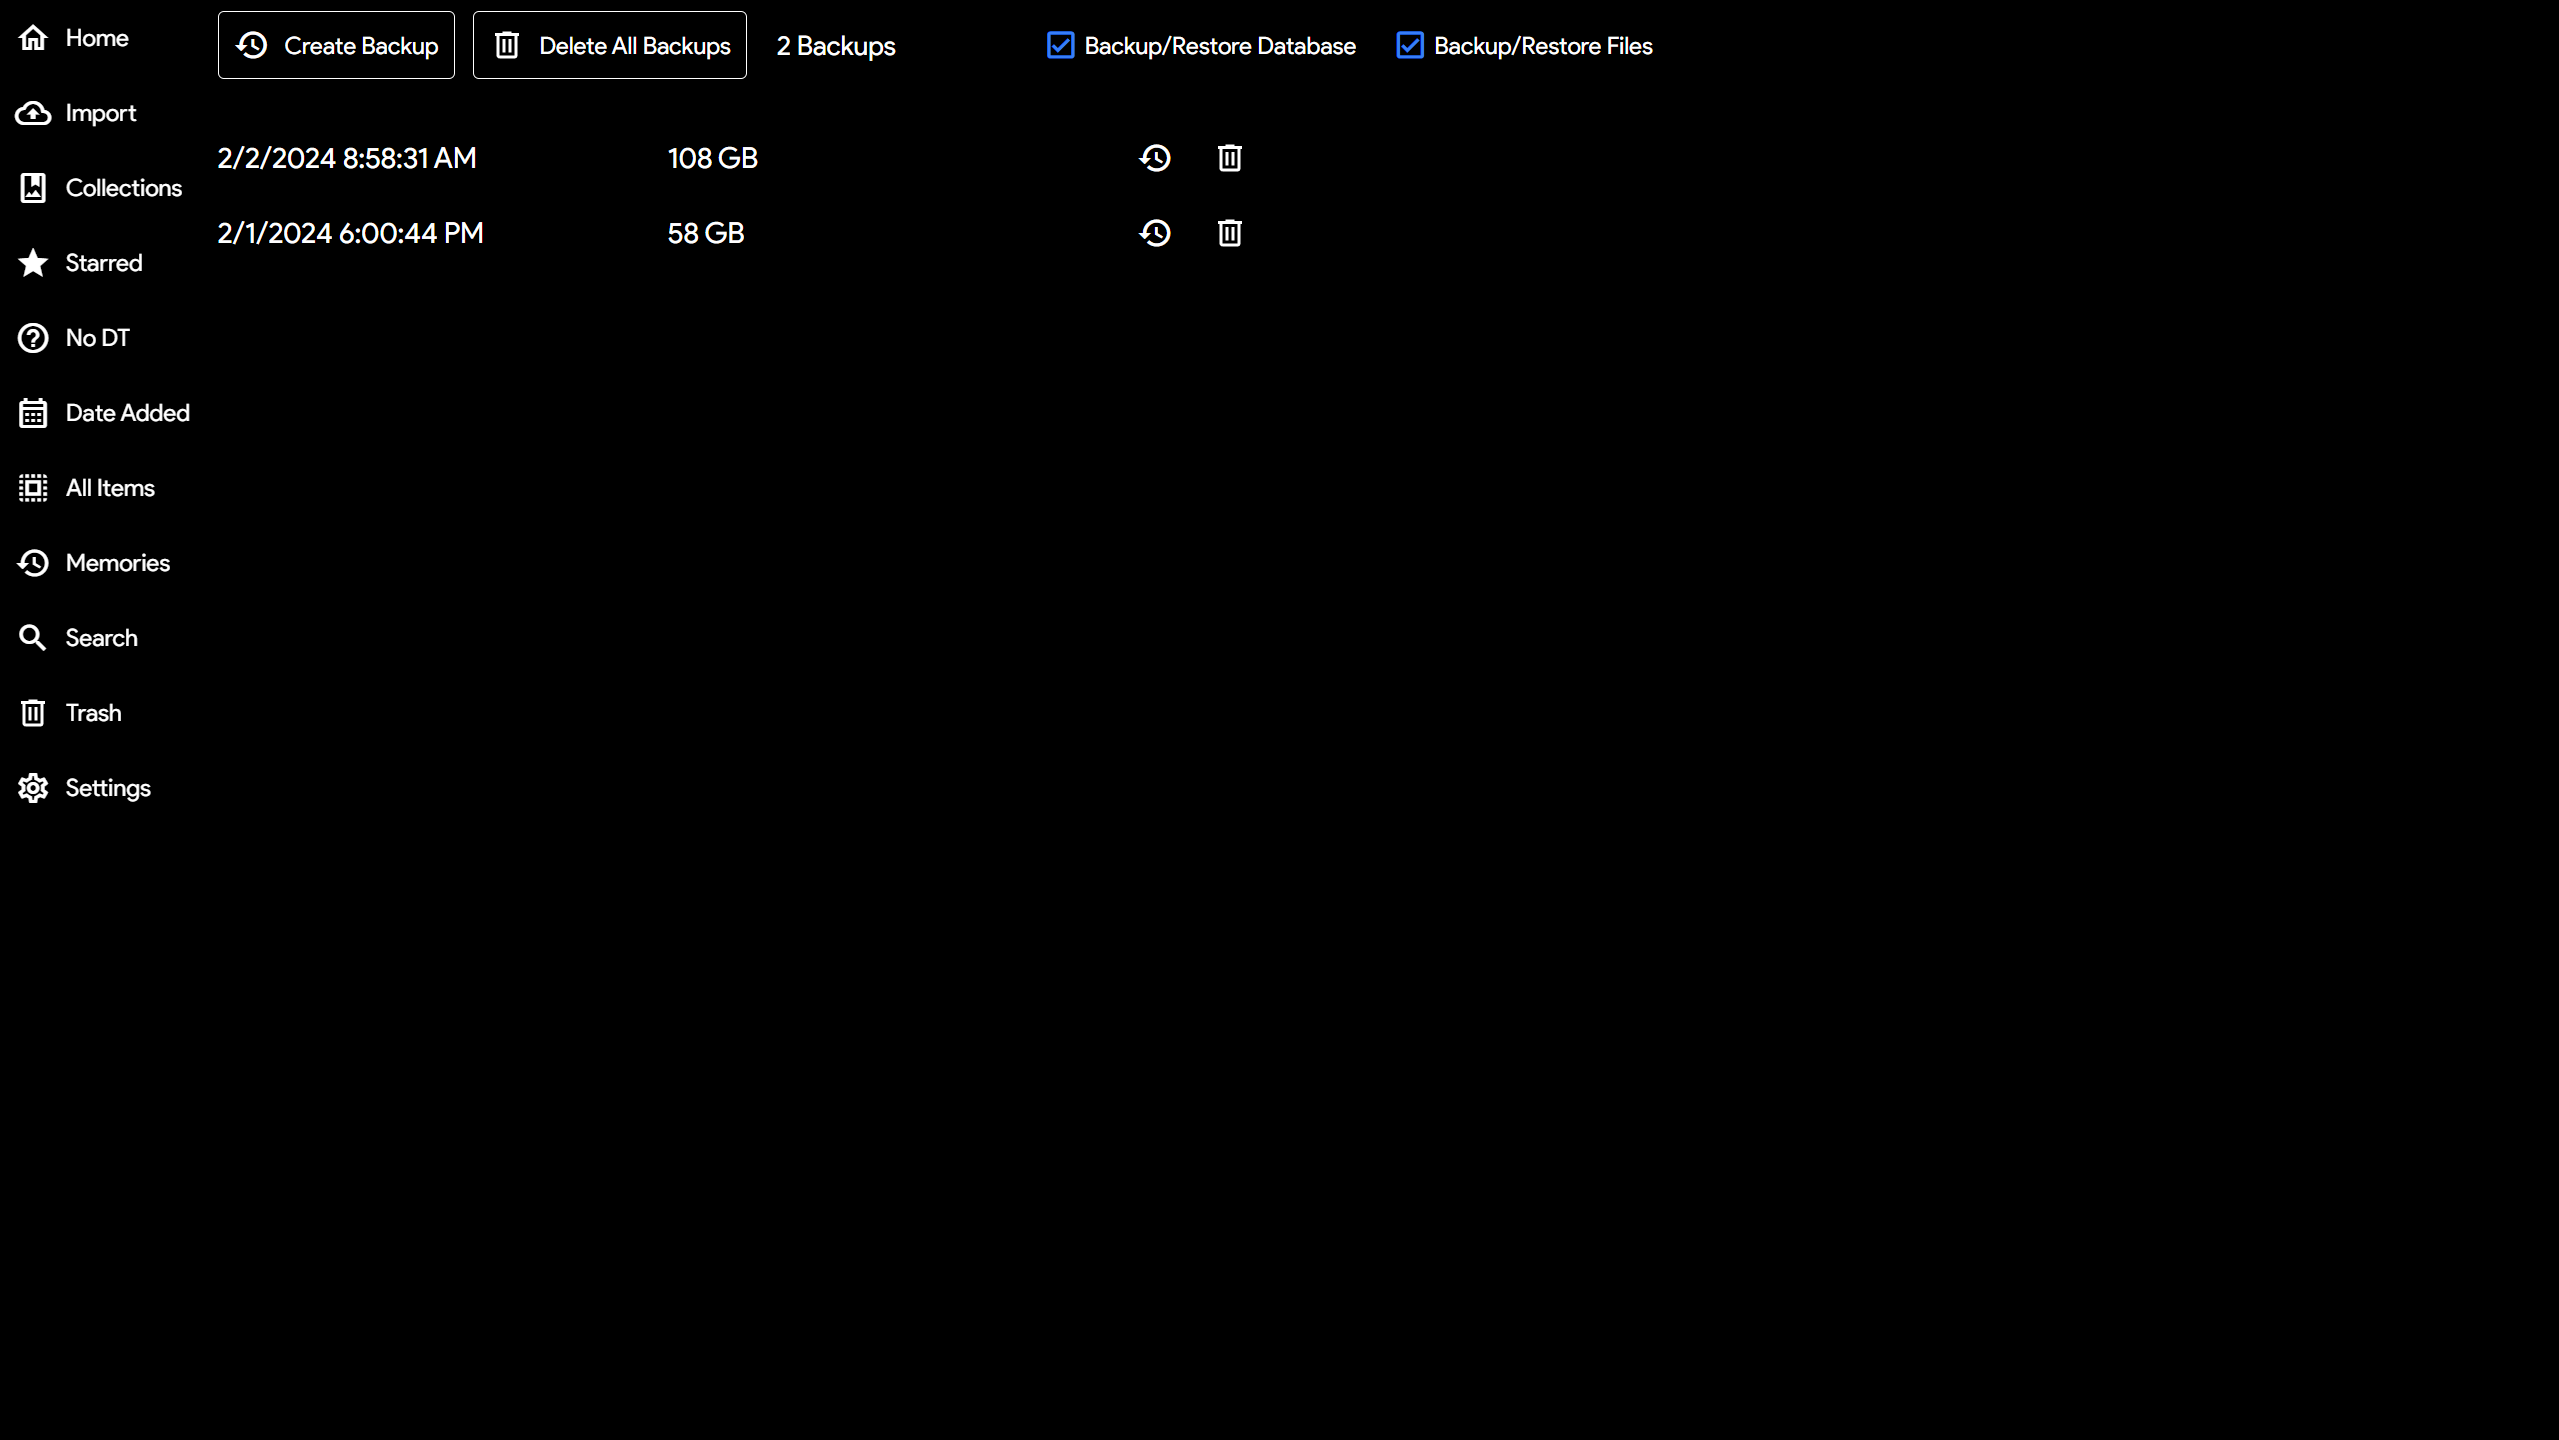 Home
Import
Collections
Starred
No DT
Date Added
All Items
Memories
Search
Trash
Settings
Create Backup
Delete All Backups
2 Backups
Backup/Restore Database
Backup/Restore Files
2/2/2024 8:58:31 AM 108 GB
2/1/2024 6:00:44 PM 58 GB